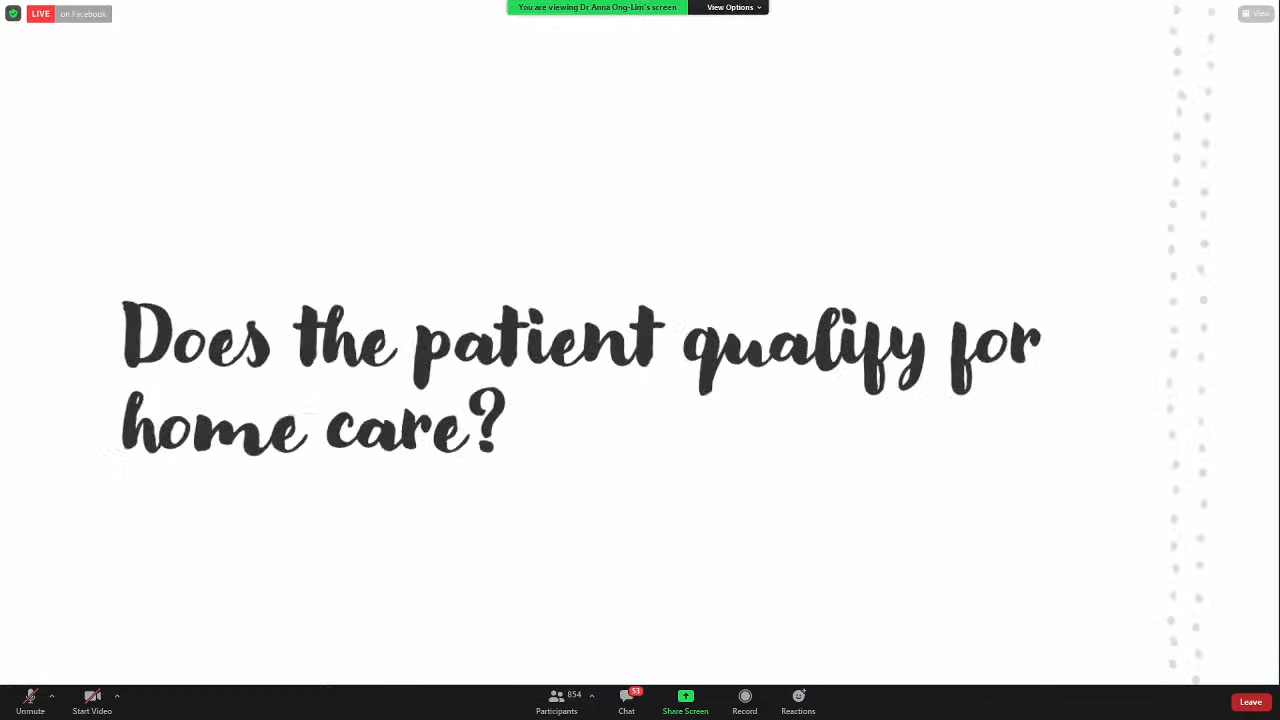 LIVE on Facebook
You are viewing Dr Anna Ong-Lim's screen View Options
View
Does the patient qualify for
home care?
854
53
Unmute Start Video Participants Chat Share Screen Record Reactions Leave